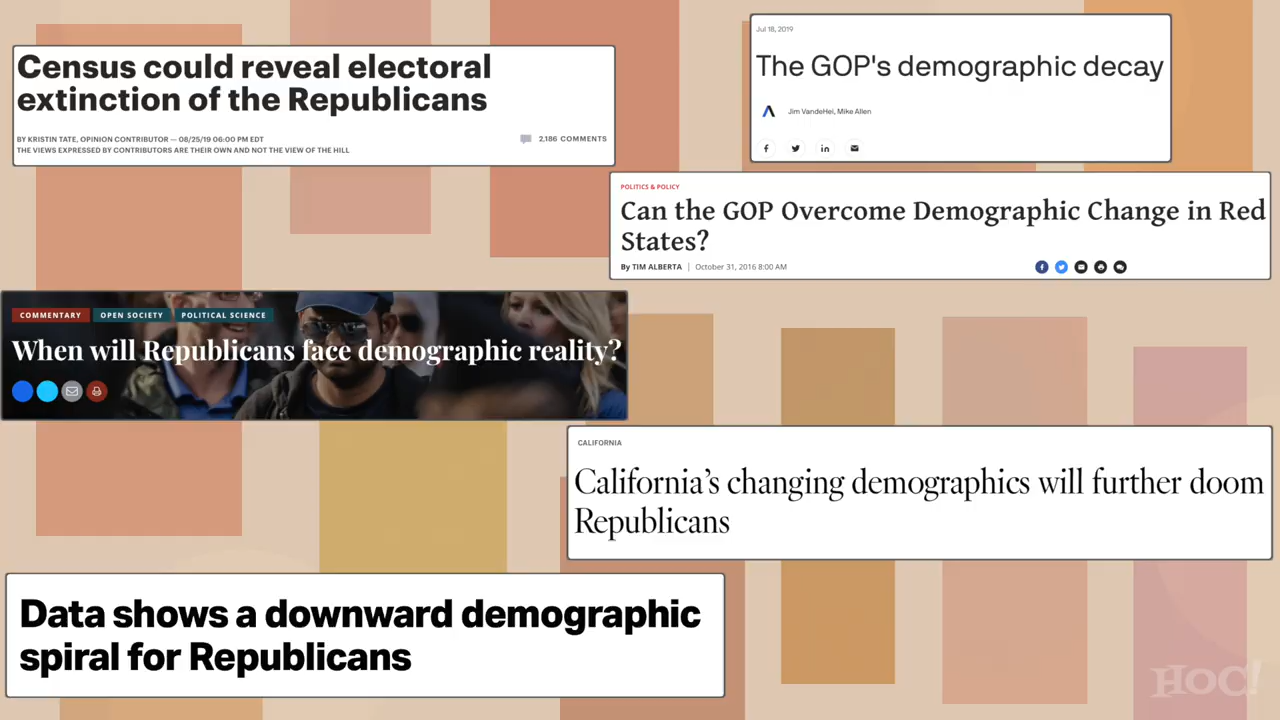 Census could reveal electoral
extinction of the Republicans
BY KRISTIN TATE, OPINION CONTRIBUTOR — 08/25/19 06:00 PM EDT
2,186 COMMENTS
THE VIEWS EXPRESSED BY CONTRIBUTORS ARE THEIR OWN AND NOT THE VIEW OF THE HILL
Jul 18, 2019
The GOP's demographic decay
Jim VandeHei, Mike Allen
POLITICS & POLICY
Can the GOP Overcome Demographic Change in Red
States?
By TIM ALBERTA | October 31, 2016 8:00 AM
COMMENTARY OPEN SOCIETY POLITICAL SCIENCE
When will Republicans face demographic reality?
CALIFORNIA
California’s changing demographics will further doom
Republicans
Data shows a downward demographic
spiral for Republicans
HOC!